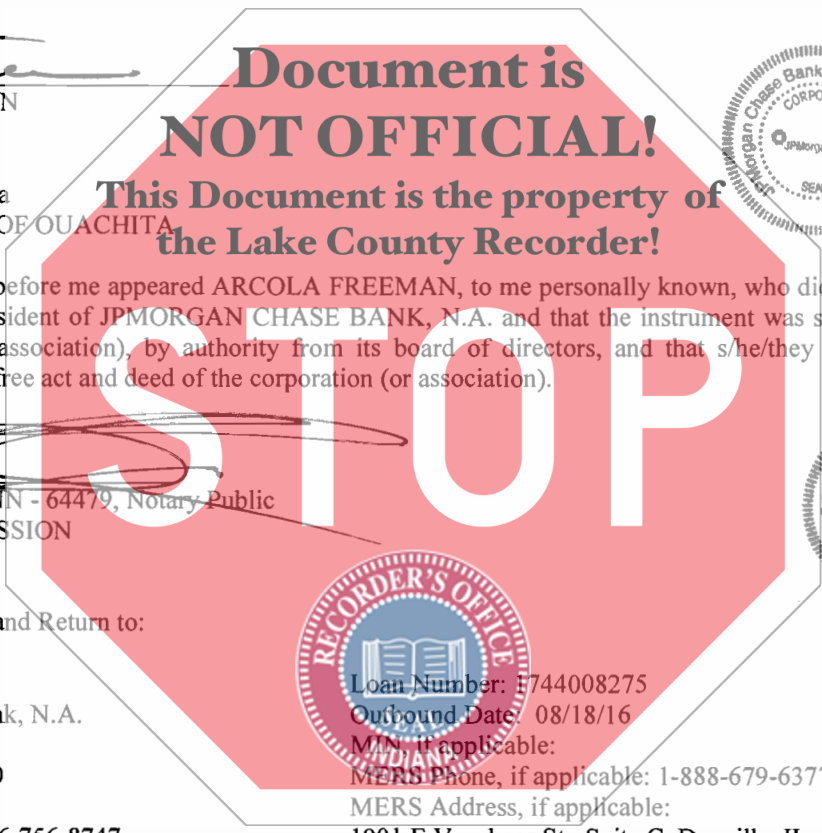 N
Document is
NOT OFFICIAL!
This Document is the property of
the Lake County Recorder!
JPMorgan Chase Bank
a
OF OUACHITA
before me appeared ARCOLA FREEMAN, to me personally known, who di
sident of JPMORGAN CHASE BANK, N.A. and that the instrument was s
association), by authority from its board of directors, and that s/he/they
free act and deed of the corporation (or association).
STOP
N - 64479, Notary Public
SSION
and Return to:
RECORDER'S OFFICE
SEAL
INDIANA
Loan Number: 1744008275
k, N.A.
Outbound Date: 08/18/16
MIN, if applicable:
MERS Phone, if applicable: 1-888-679-637
MERS Address, if applicable: